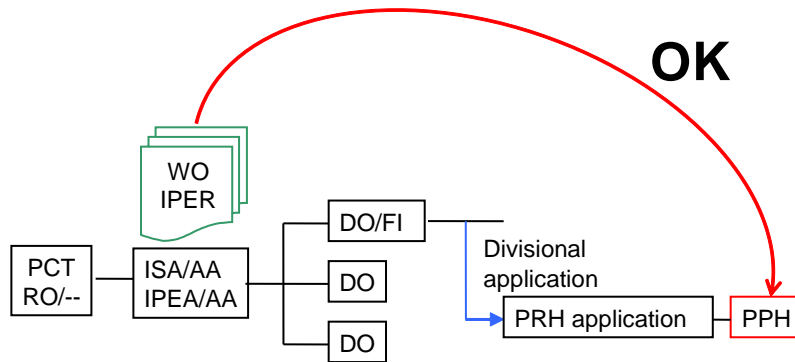 OK
WO
IPER
DO/FI
PCT
RO/--
ISA/AA
IPEA/AA
DO
DO
Divisional
application
PRH application
PPH